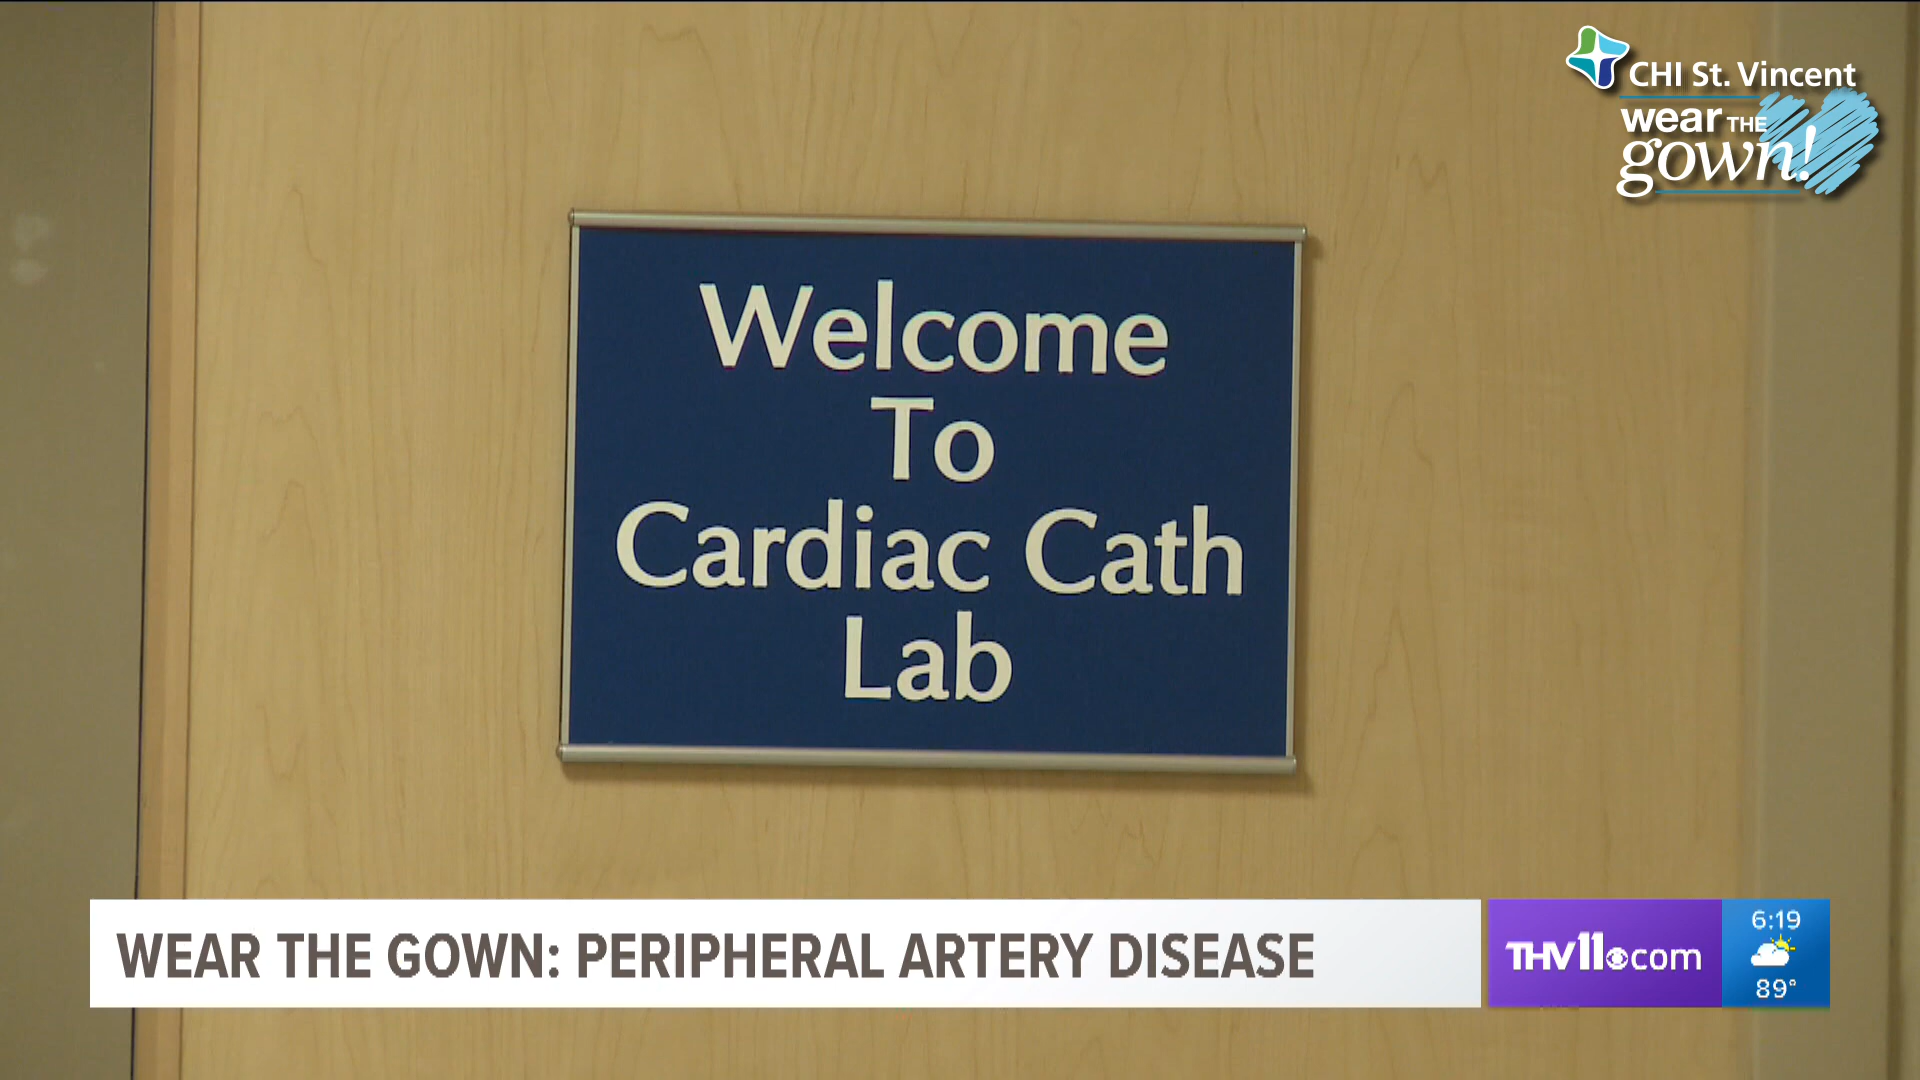 CHI St. Vincent
wear THE
gown!
Welcome
To
Cardiac Cath
Lab
WEAR THE GOWN: PERIPHERAL ARTERY DISEASE
THV11.com
6:19
89°